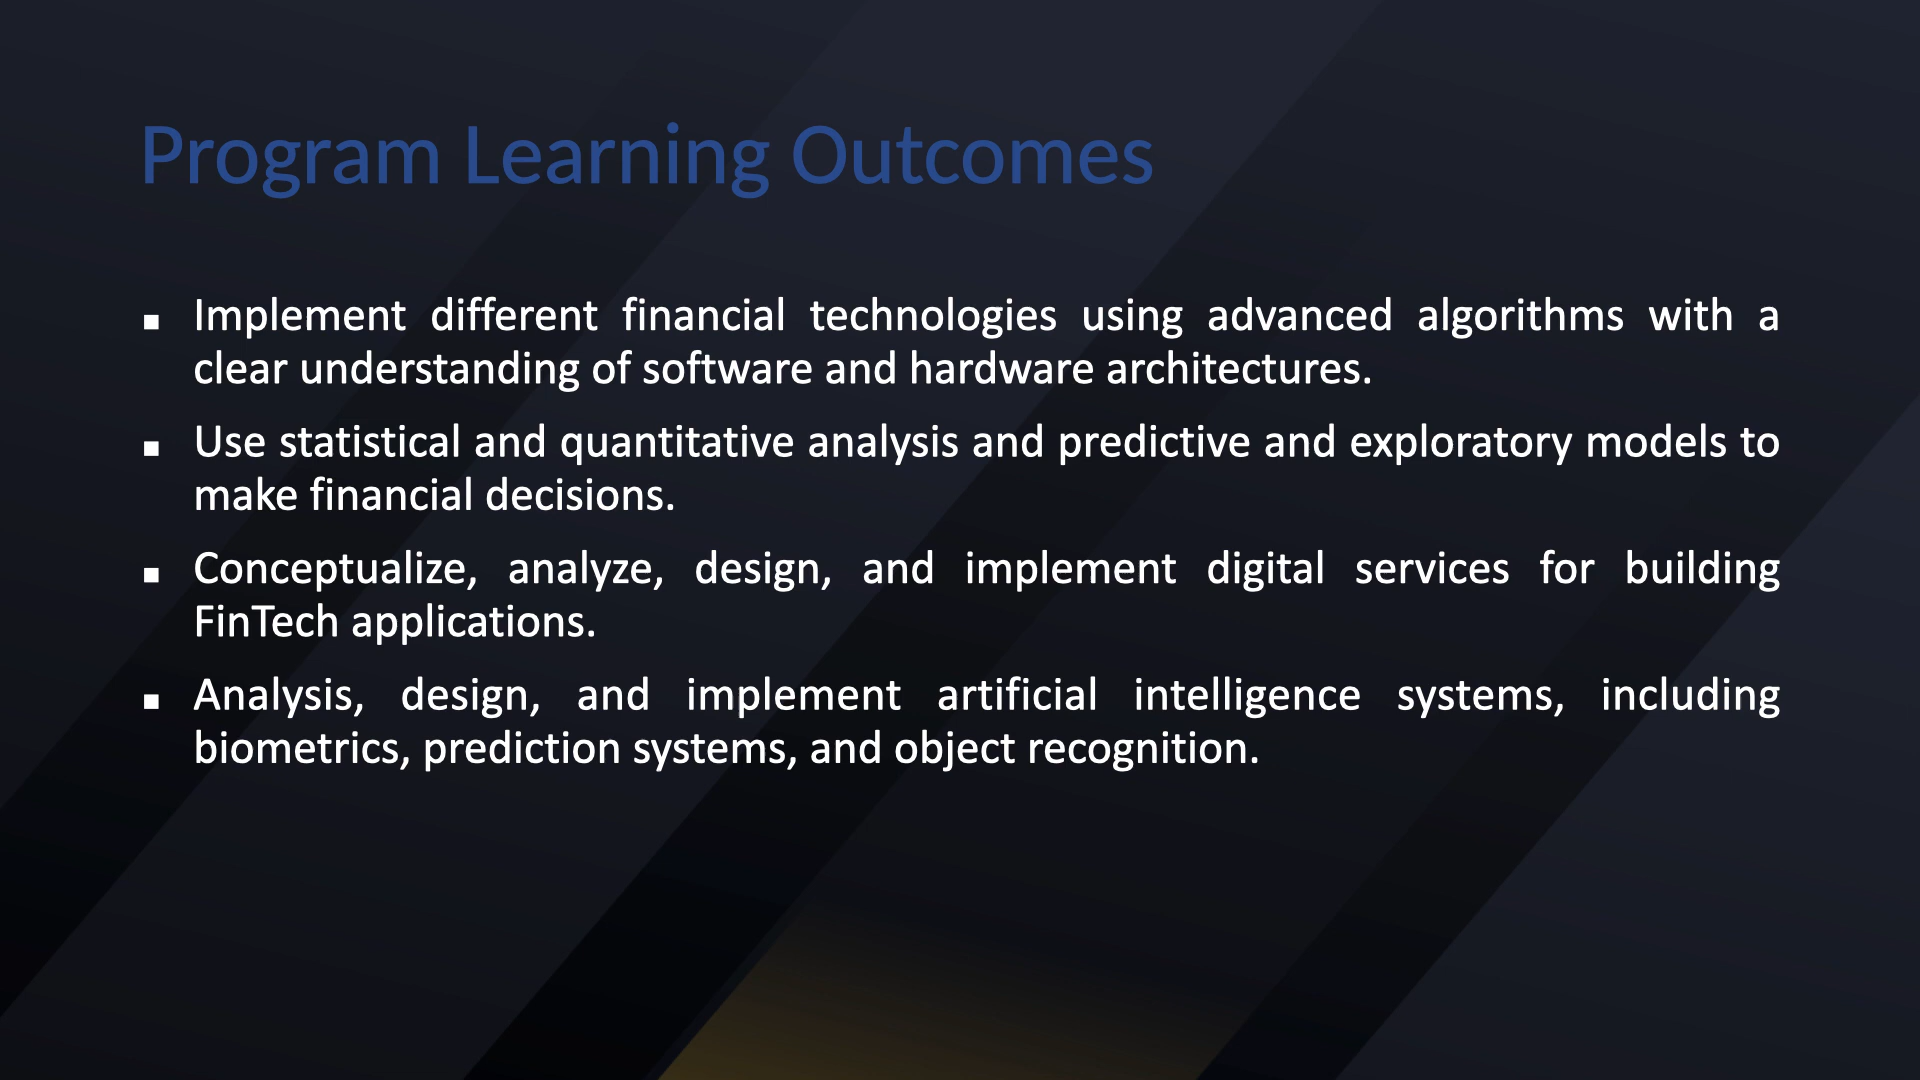 Program Learning Outcomes
▪ Implement different financial technologies using advanced algorithms with a
clear understanding of software and hardware architectures.
▪ Use statistical and quantitative analysis and predictive and exploratory models to
make financial decisions.
▪ Conceptualize, analyze, design, and implement digital services for building
FinTech applications.
▪ Analysis, design, and implement artificial intelligence systems, including
biometrics, prediction systems, and object recognition.